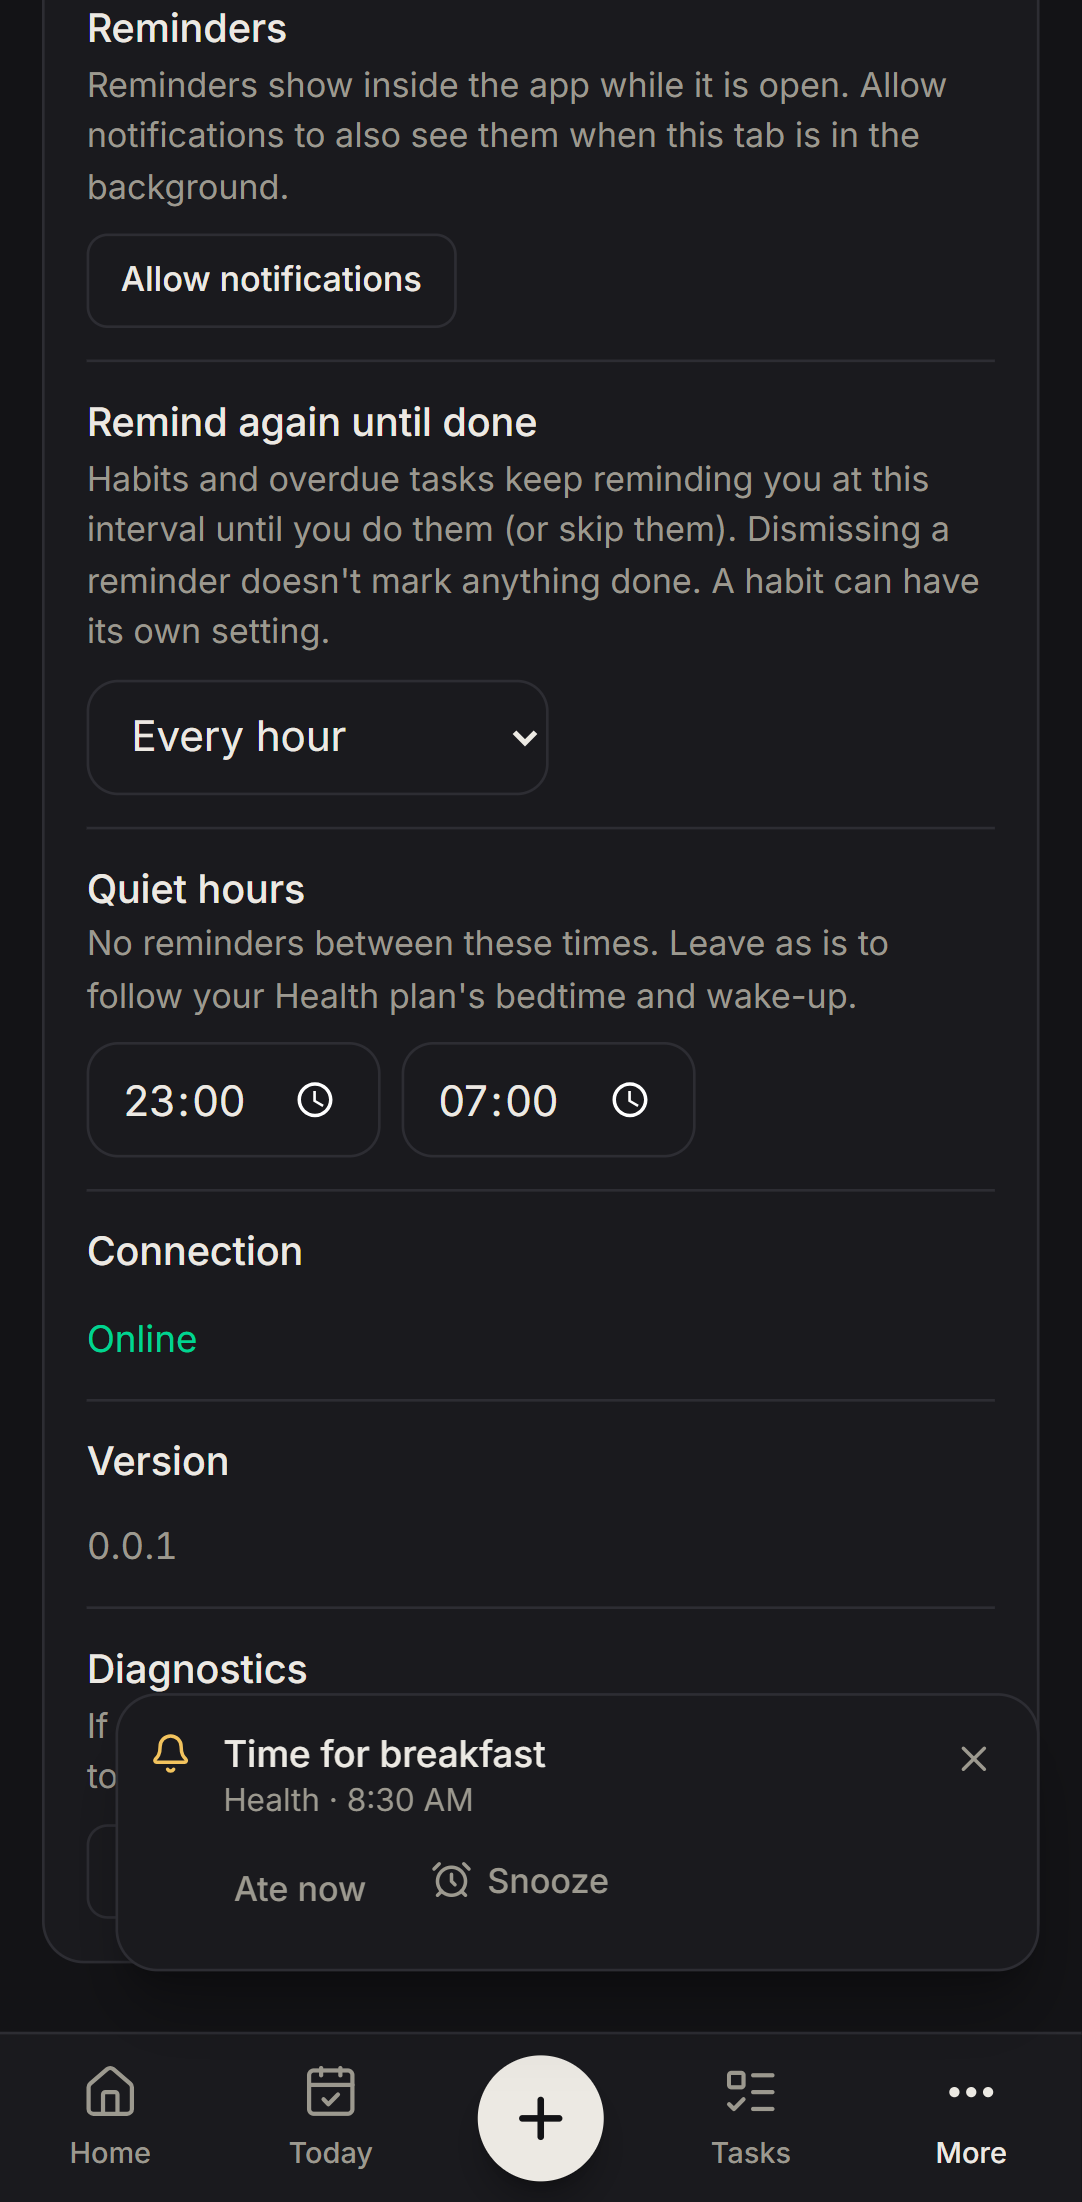 Reminders
Reminders show inside the app while it is open. Allow
notifications to also see them when this tab is in the
background.
Allow notifications
Remind again until done
Habits and overdue tasks keep reminding you at this
interval until you do them (or skip them). Dismissing a
reminder doesn't mark anything done. A habit can have
its own setting.
Every hour
Quiet hours
No reminders between these times. Leave as is to
follow your Health plan's bedtime and wake-up.
23:00 07:00
Connection
Online
Version
0.0.1
Diagnostics
If
to
Time for breakfast
Health · 8:30 AM
Ate now Snooze
Home Today Tasks More